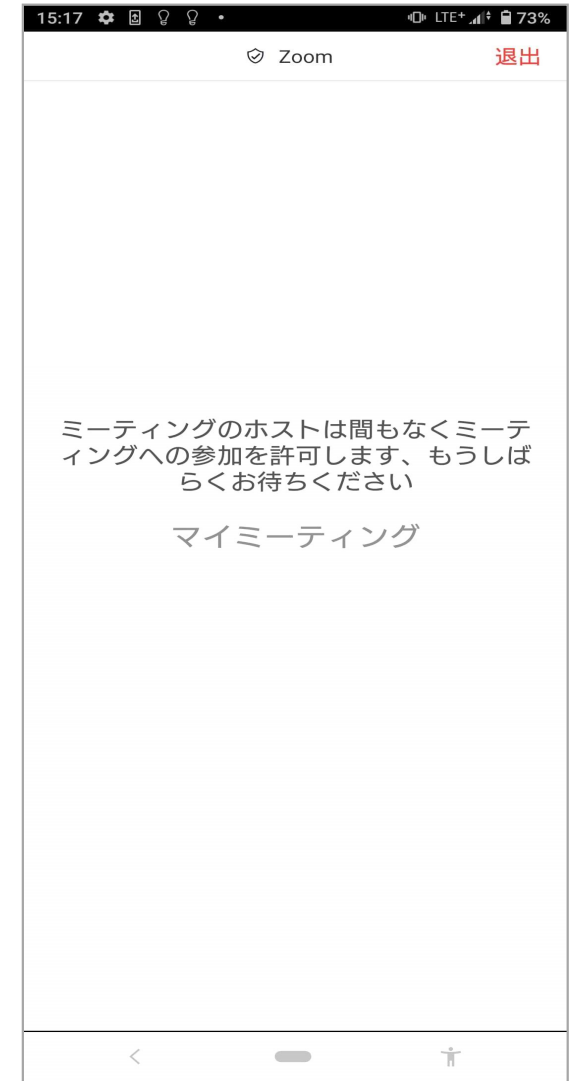 15:17 LTE+ 73%
Zoom 退出
ミーティングのホストは間もなくミーテ
ィングへの参加を許可します、もうしば
らくお待ちください
マイミーティング